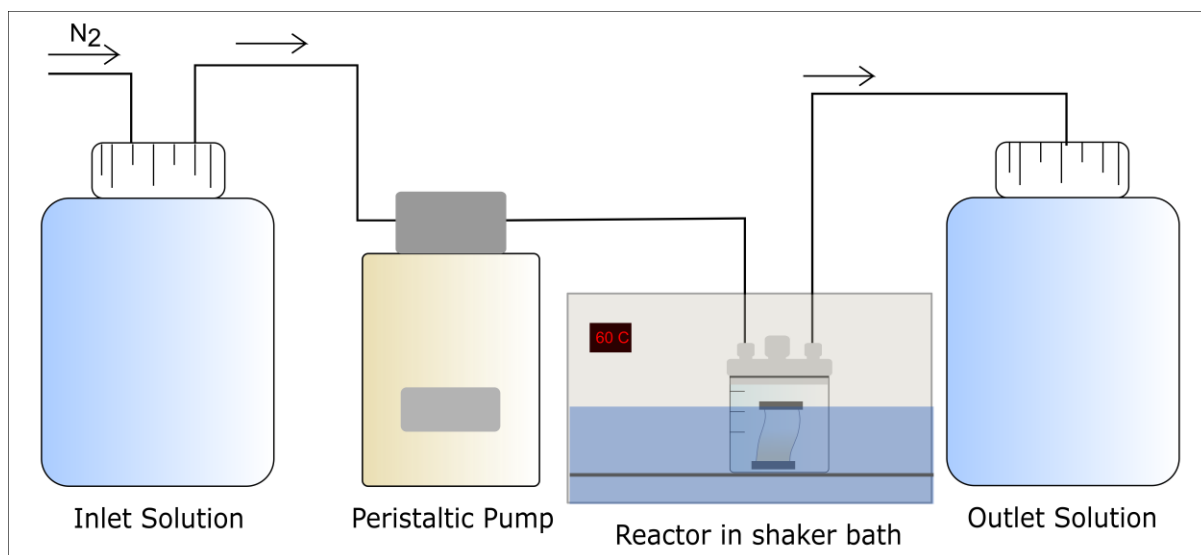 N2
60 C
Inlet Solution
Peristaltic Pump
Reactor in shaker bath
Outlet Solution